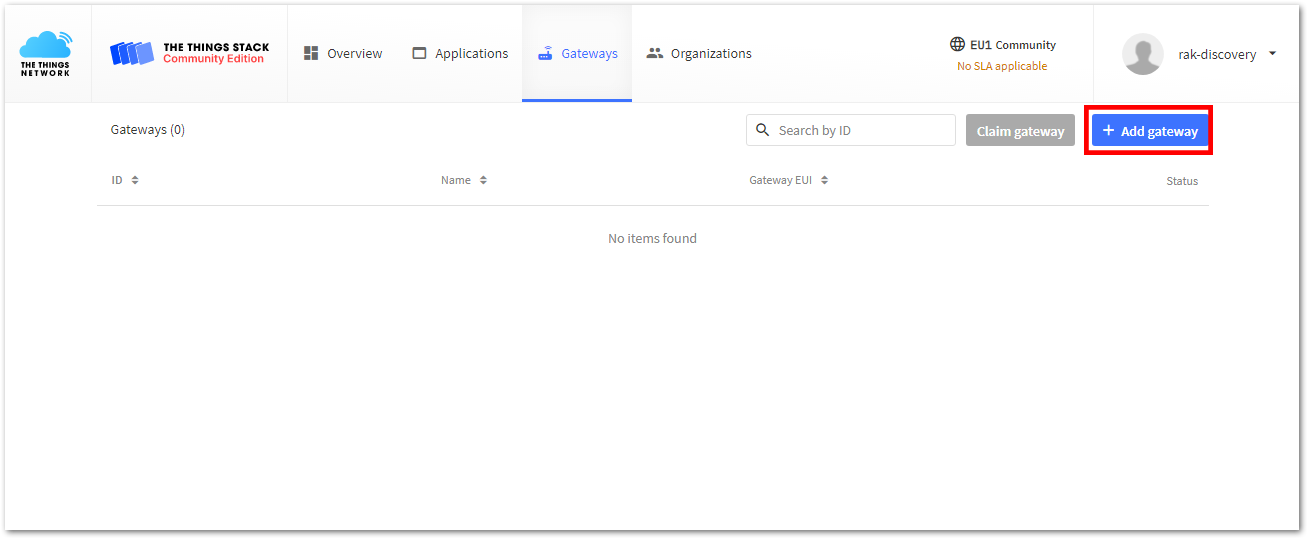 THE THINGS
NETWORK
THE THINGS STACK
Community Edition
Overview
Applications
Gateways
Organizations
EU1 Community
No SLA applicable
rak-discovery
Gateways (0)
Search by ID
Claim gateway
+ Add gateway
ID
Name
Gateway EUI
Status
No items found